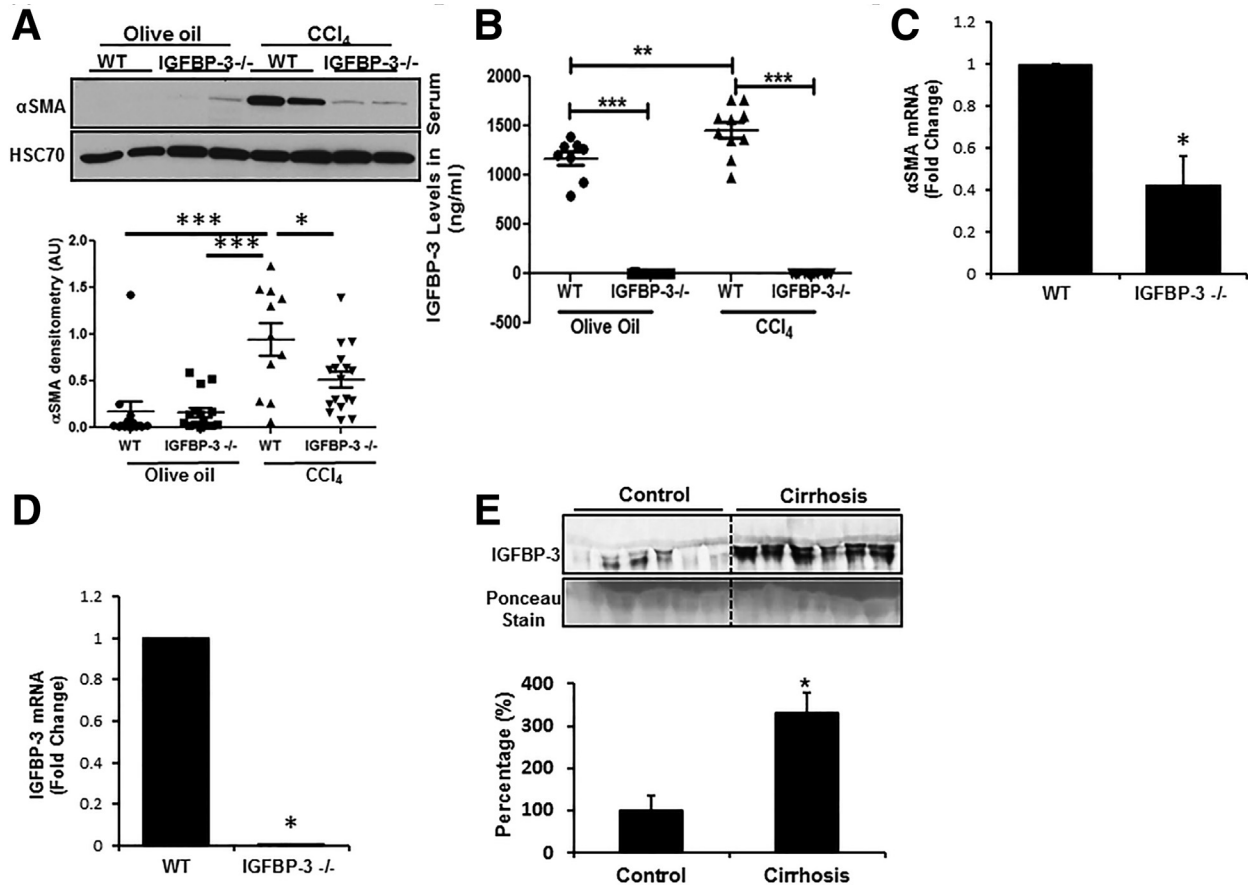 A
Olive oil CCl₄
WT IGFBP-3-/- WT IGFBP-3-/-
αSMA
HSC70
*** *
***
αSMA densitometry (AU)
2.0
1.5
1.0
0.5
0.0
WT IGFBP-3 -/- WT IGFBP-3 -/-
Olive oil CCl₄
B
IGFBP-3 Levels in Serum
(ng/ml)
2000
1500
1000
500
0
-500
**
*** ***
WT IGFBP-3-/- WT IGFBP-3-/-
Olive Oil CCl₄
C
αSMA mRNA
(Fold Change)
1.2
1
0.8
0.6
0.4
0.2
0
*
WT IGFBP-3 -/-
D
IGFBP-3 mRNA
(Fold Change)
1.2
1
0.8
0.6
0.4
0.2
0
*
WT IGFBP-3 -/-
E
Control Cirrhosis
IGFBP-3
Ponceau
Stain
Percentage (%)
400
300
200
100
0
*
Control Cirrhosis